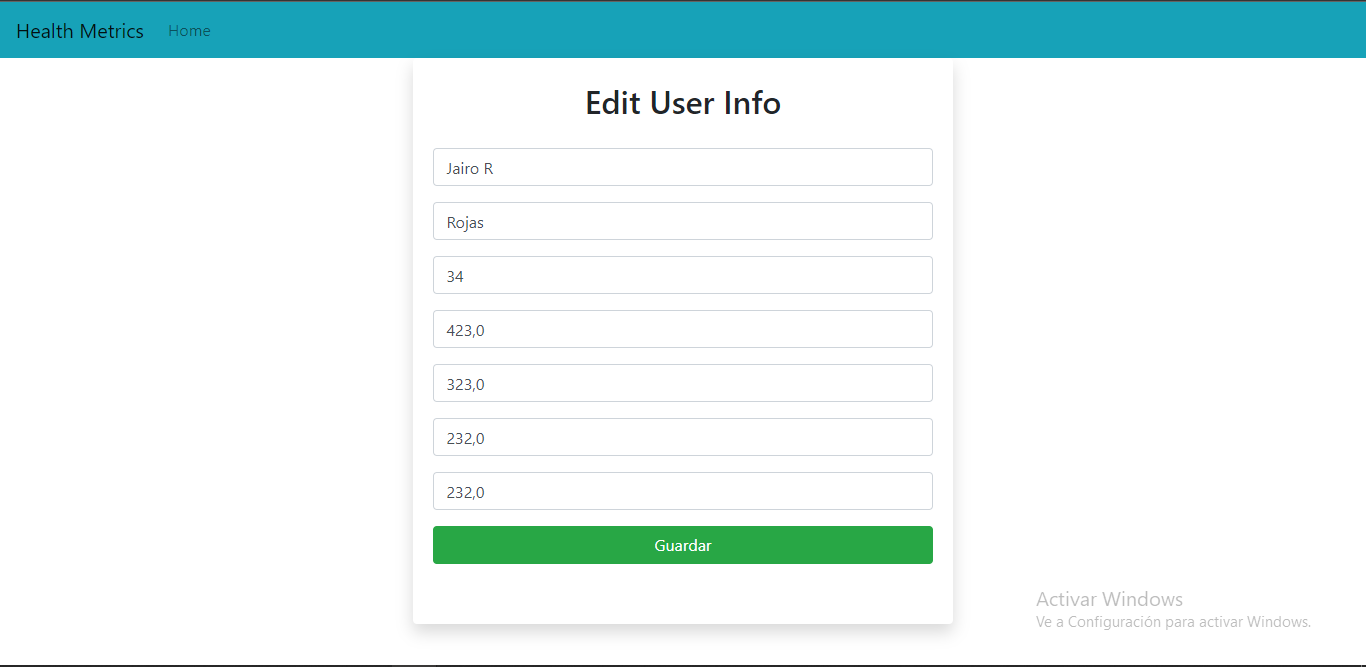 Health Metrics Home
Edit User Info
Jairo R
Rojas
34
423,0
323,0
232,0
232,0
Guardar
Activar Windows
Ve a Configuración para activar Windows.